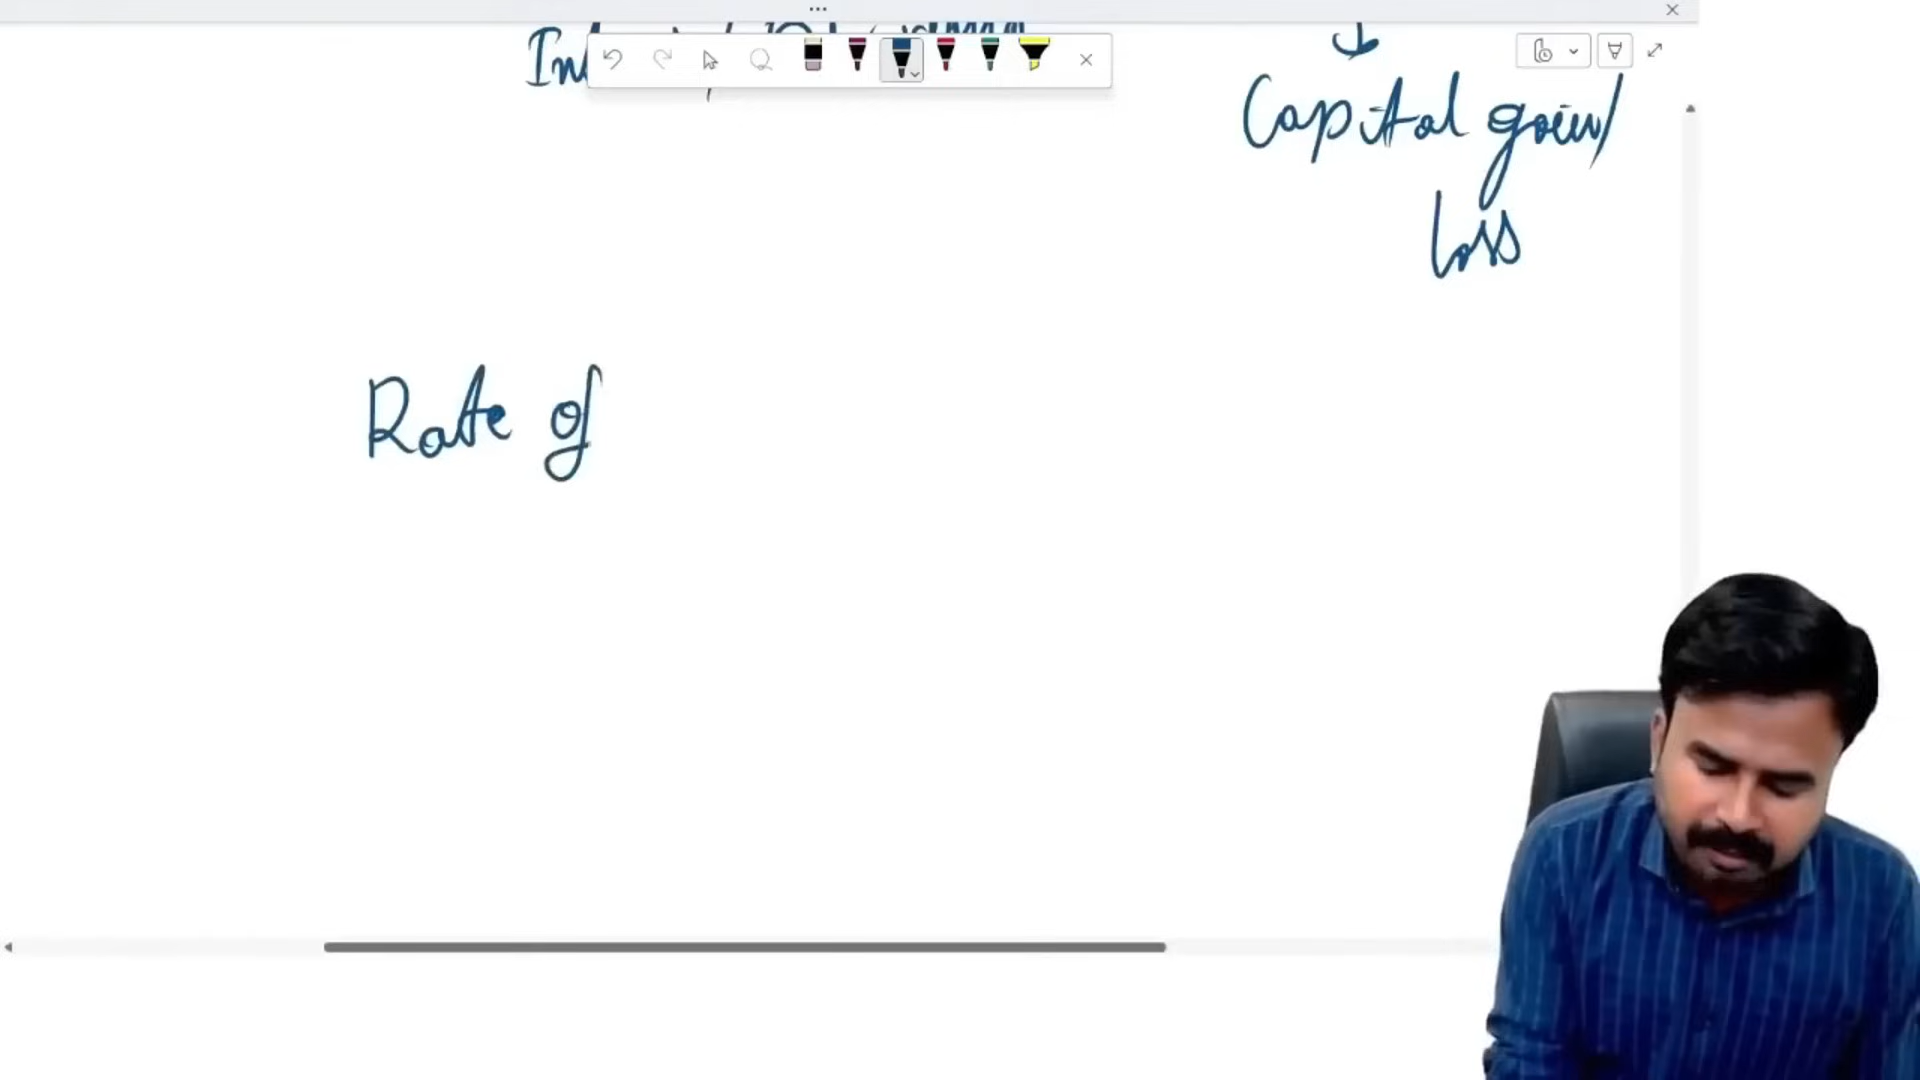 Capital gain/
loss
Rate of